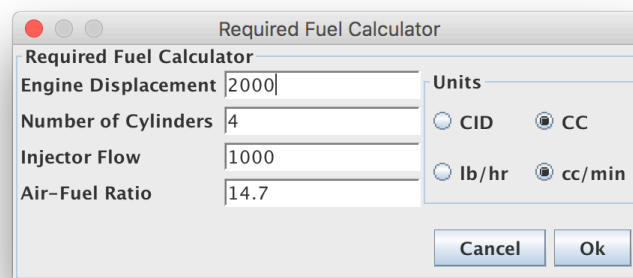 Required Fuel Calculator
Required Fuel Calculator
Engine Displacement 2000
Number of Cylinders 4
Injector Flow 1000
Air-Fuel Ratio 14.7
Units
CID CC
lb/hr cc/min
Cancel Ok